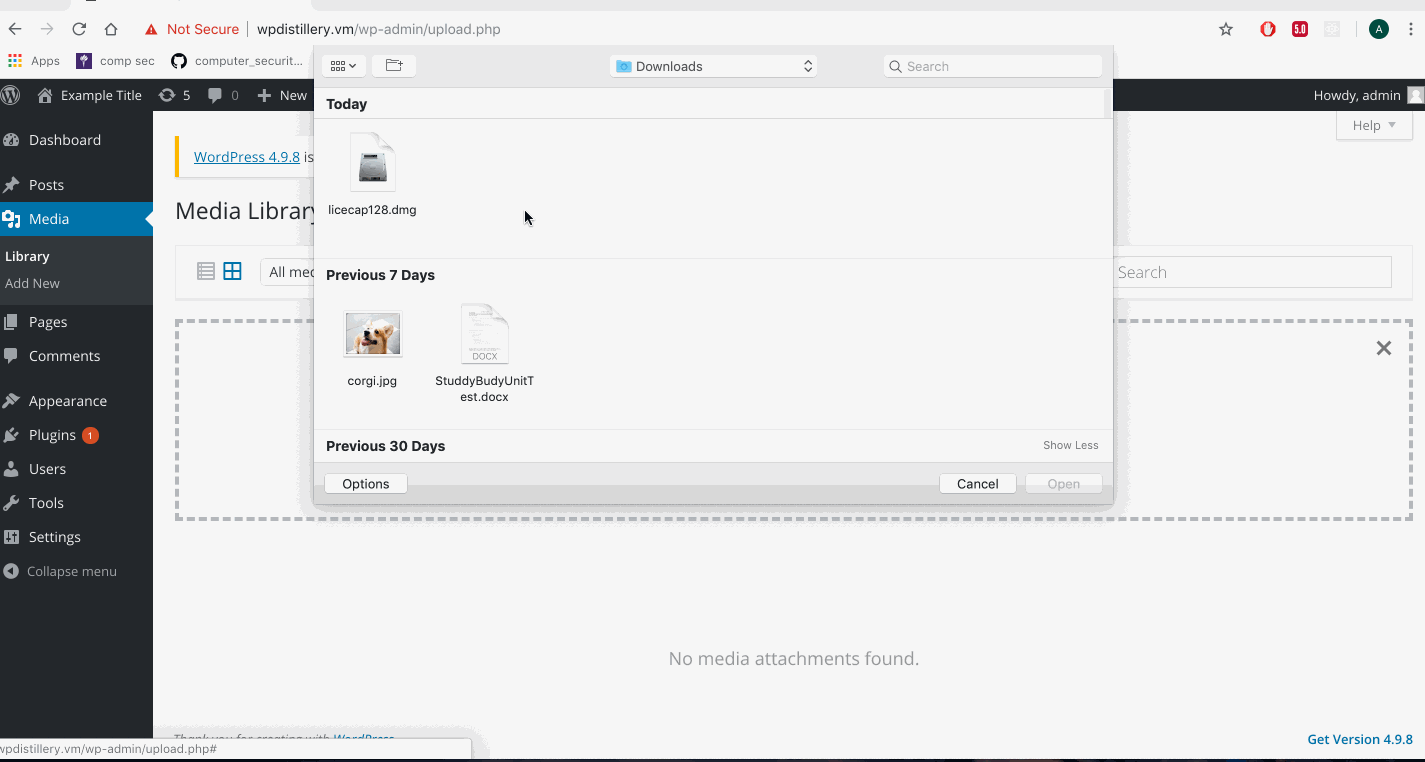 Not Secure
wpdistillery.vm/wp-admin/upload.php
5.0
A
Apps
comp sec
computer_securit...
Downloads
Search
Example Title
5
0
New
Howdy, admin
Today
Help
Dashboard
WordPress 4.9.8 is
licecap128.dmg
Posts
Media
Media Library
Library
Add New
All med
Previous 7 Days
Search
Pages
Comments
DOCX
corgi.jpg
StuddyBudyUnitT
est.docx
Appearance
Plugins 1
Previous 30 Days
Show Less
Users
Options
Cancel
Open
Tools
Settings
Collapse menu
No media attachments found.
Thank you for creating with WordPress
Get Version 4.9.8
wpdistillery.vm/wp-admin/upload.php#